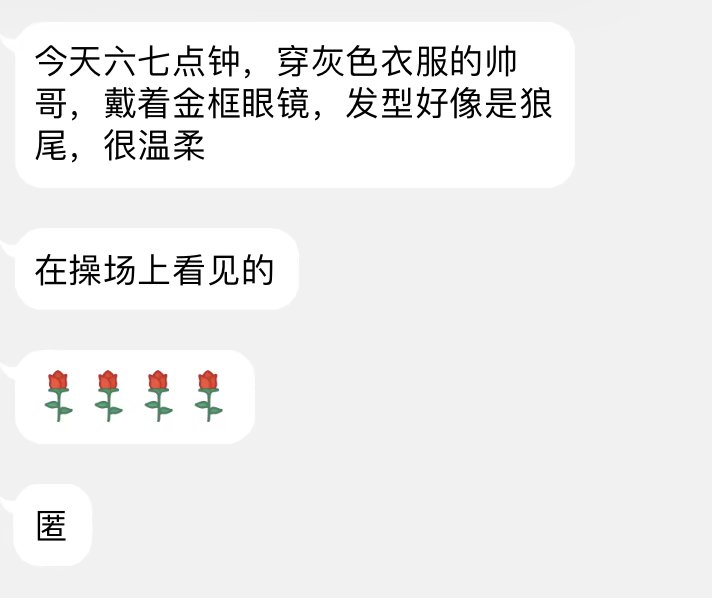 今天六七点钟，穿灰色衣服的帅
哥，戴着金框眼镜，发型好像是狼
尾，很温柔
在操场上看见的
🌹🌹🌹🌹
匿